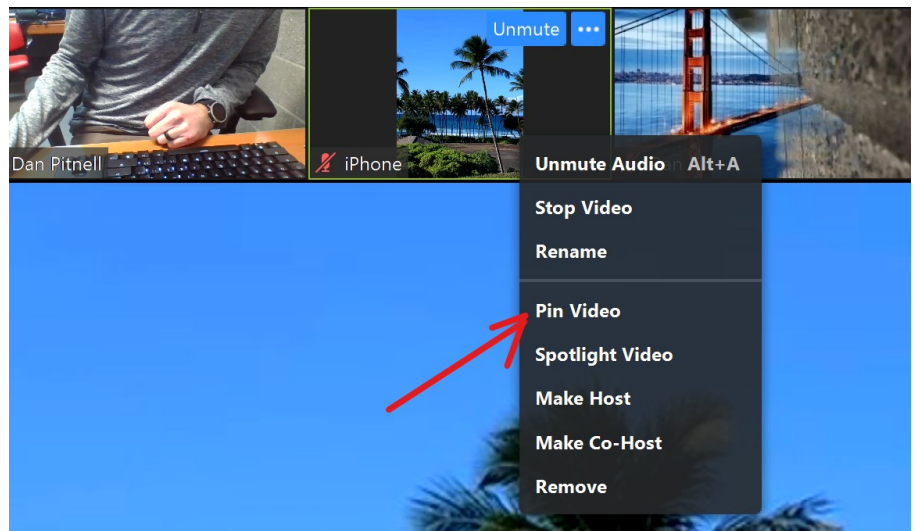 Unmute
Dan Pitnell
iPhone
Unmute Audio Alt+A
Stop Video
Rename
Pin Video
Spotlight Video
Make Host
Make Co-Host
Remove